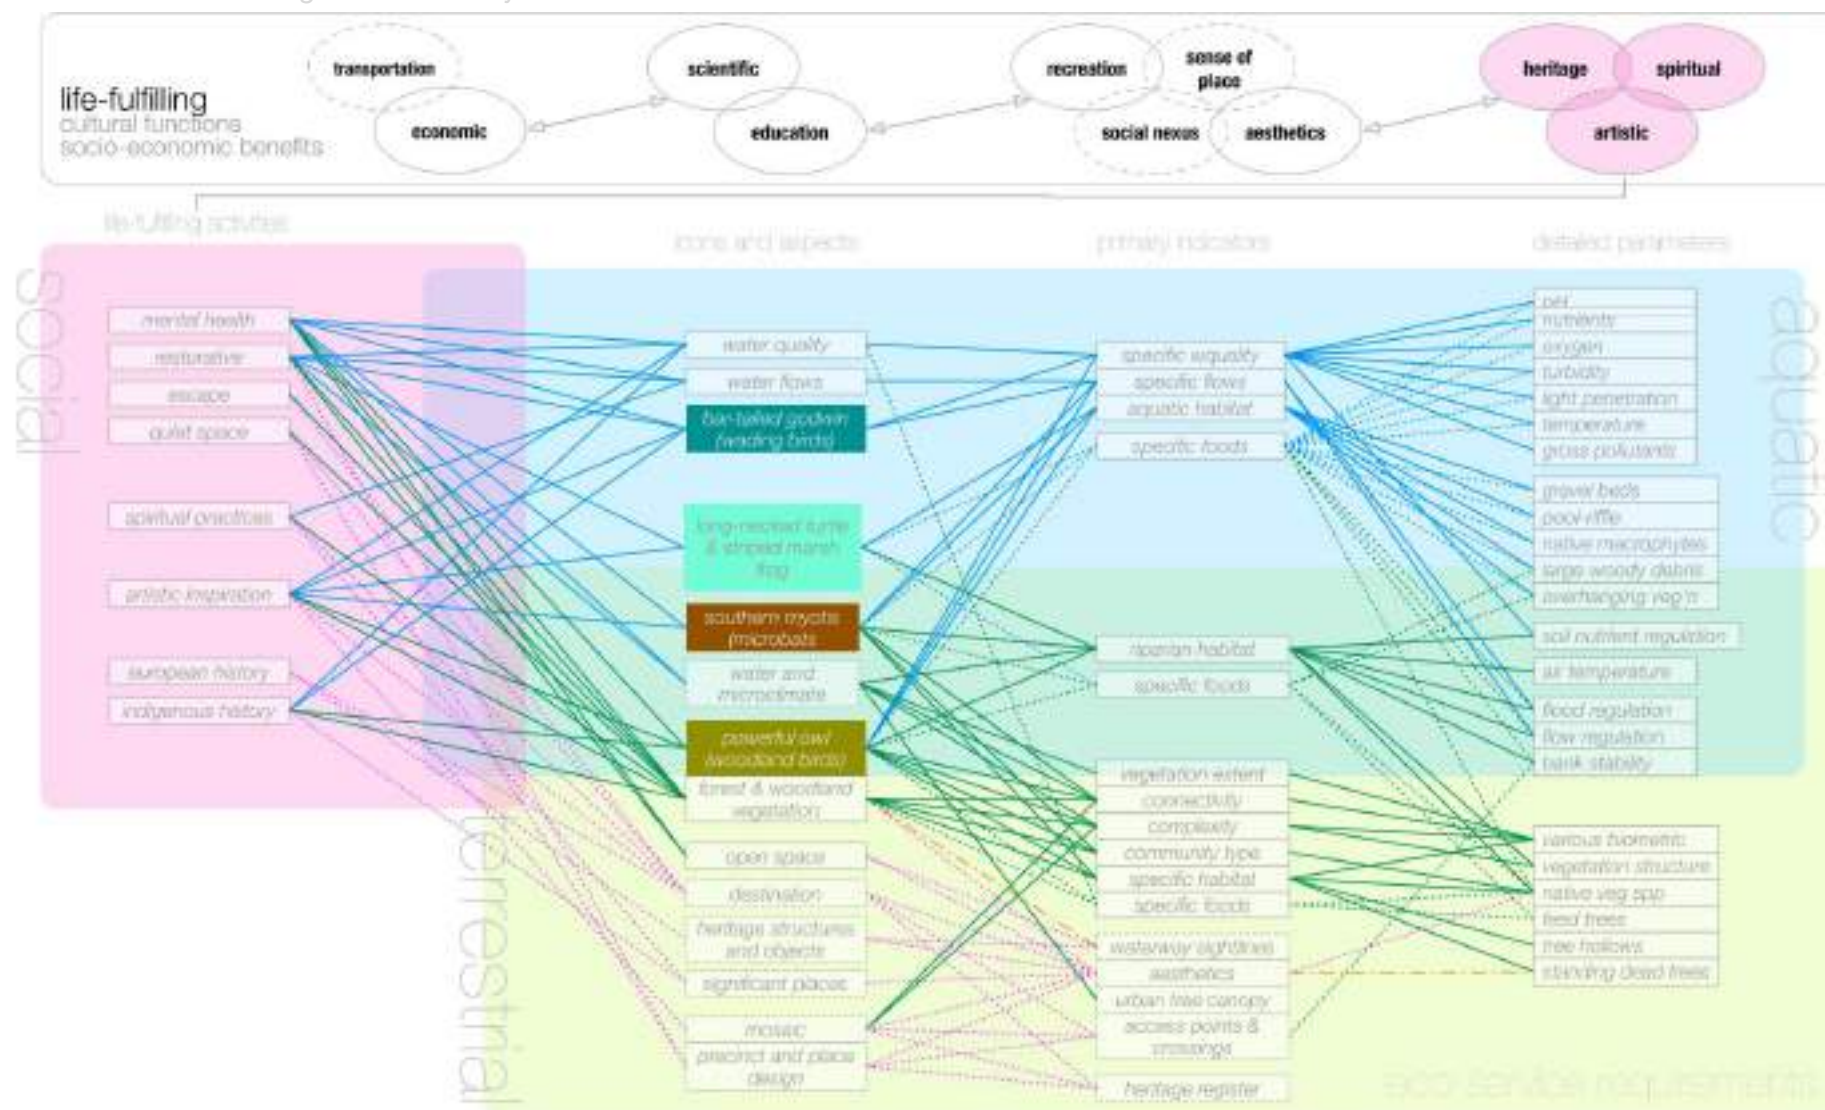 transportation
scientific
recreation
sense of
place
heritage
spiritual
life-fulfilling
cultural functions
socio-economic benefits
economic
education
social nexus
aesthetics
artistic
life-fulfilling activities
icons and aspects
primary indicators
detailed parameters
social
aquatic
terrestrial
mental health
restorative
escape
quiet space
spiritual practices
artistic inspiration
european history
indigenous history
water quality
water flows
bar-tailed godwin
(wading birds)
long-necked turtle
& striped marsh
frog
southern myotis
(microbats
water and
microclimate
powerful owl
(woodland birds)
forest & woodland
vegetation
open space
destination
heritage structures
and objects
significant places
mosaic
precinct and place
design
specific wquality
specific flows
aquatic habitat
specific foods
riparian habitat
specific foods
vegetation extent
connectivity
complexity
community type
specific habitat
specific foods
waterway sightlines
aesthetics
urban tree canopy
access points &
crossings
heritage register
nutrients
oxygen
turbidity
light penetration
temperature
gross pollutants
gravel beds
pool-riffle
native macrophytes
large woody debris
overhanging veg'n
soil nutrient regulation
air temperature
flood regulation
flow regulation
bank stability
various biometric
vegetation structure
native veg spp
feed trees
tree hollows
standing dead trees
eco-service requirements